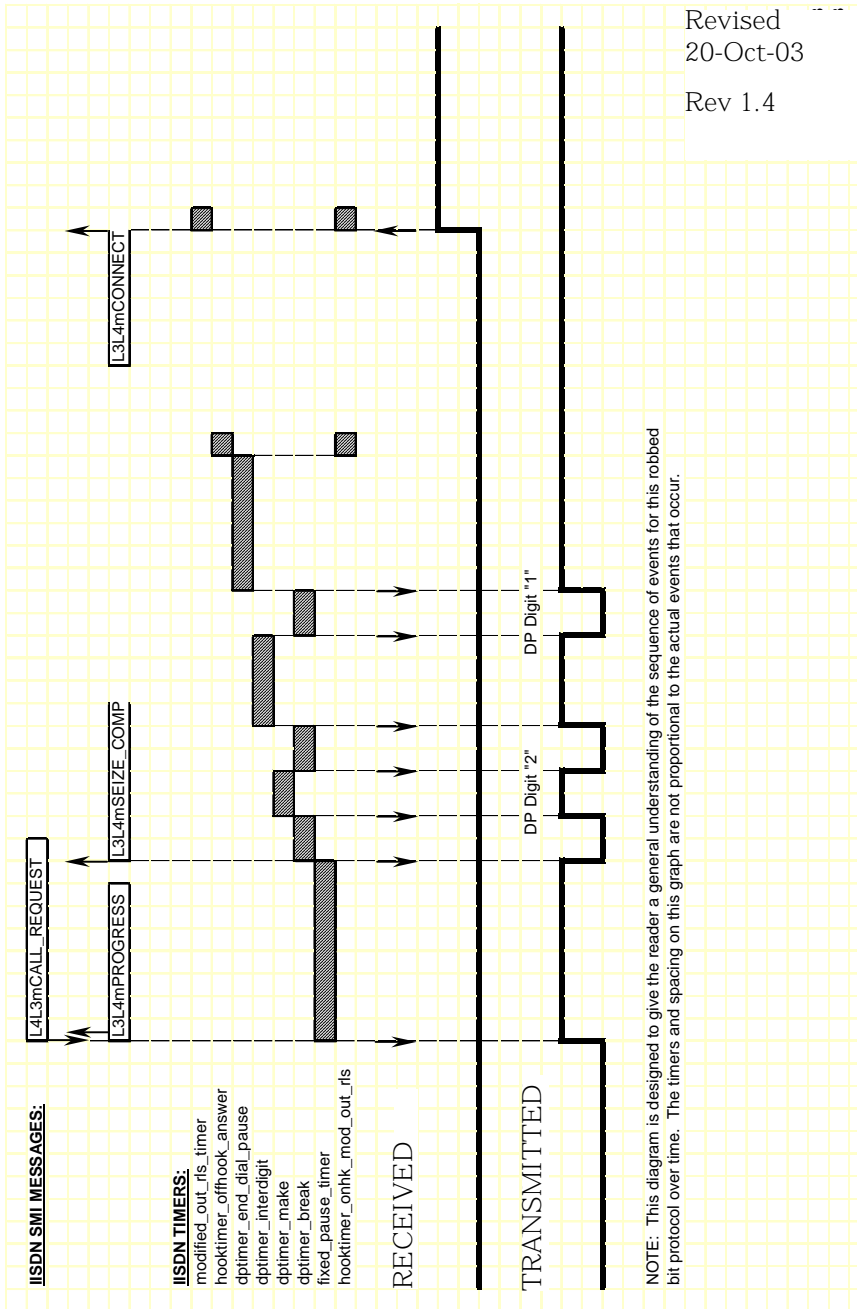 Revised
20-Oct-03
Rev 1.4
IISDN SMI MESSAGES:
L4L3mCALL_REQUEST
L3L4mPROGRESS
L3L4mSEIZE_COMP
L3L4mCONNECT
IISDN TIMERS:
modified_out_rls_timer
hooktimer_offhook_answer
dptimer_end_dial_pause
dptimer_interdigit
dptimer_make
dptimer_break
fixed_pause_timer
hooktimer_onhk_mod_out_rls
RECEIVED
TRANSMITTED
DP Digit "2"
DP Digit "1"
NOTE: This diagram is designed to give the reader a general understanding of the sequence of events for this robbed
bit protocol over time. The timers and spacing on this graph are not proportional to the actual events that occur.